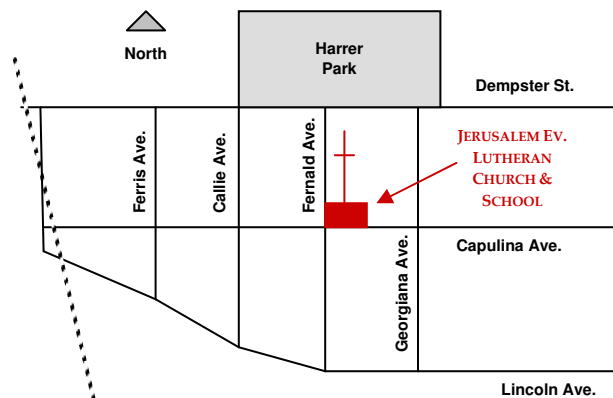 North
Harrer
Park
Dempster St.
Ferris Ave.
Callie Ave.
Fernald Ave.
JERUSALEM EV.
LUTHERAN
CHURCH &
SCHOOL
Capulina Ave.
Georgiana Ave.
Lincoln Ave.